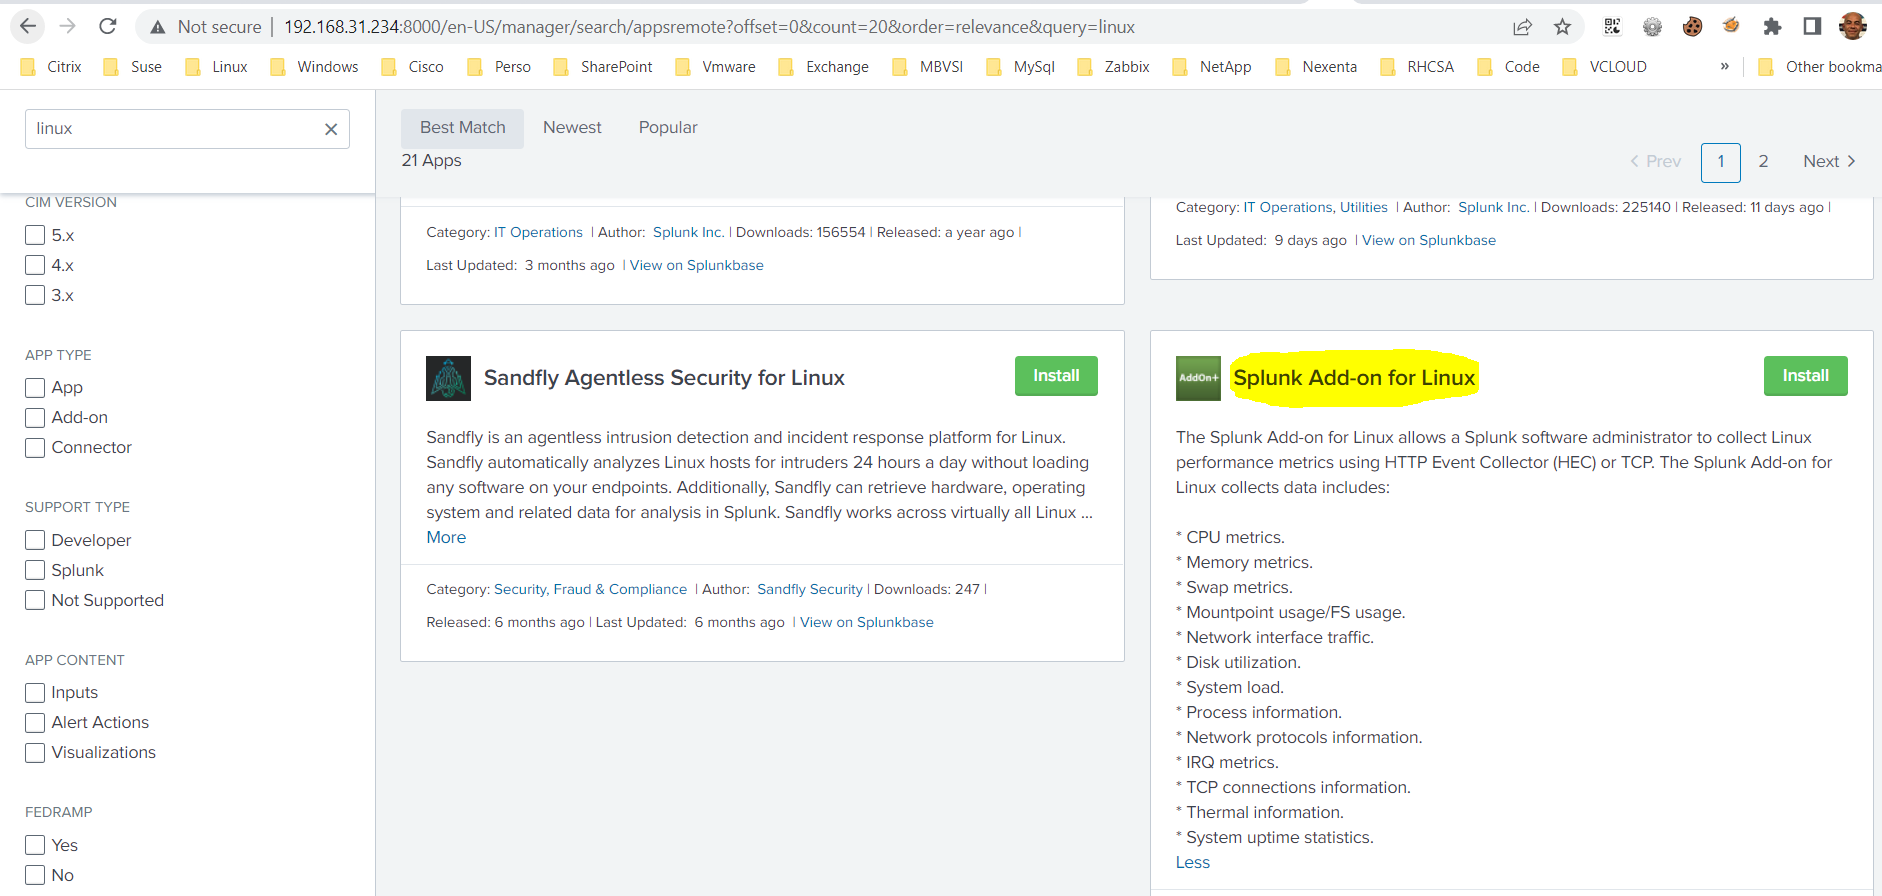 Not secure | 192.168.31.234:8000/en-US/manager/search/appsremote?offset=0&count=20&order=relevance&query=linux
Citrix Suse Linux Windows Cisco Perso SharePoint Vmware Exchange MBVSI MySql Zabbix NetApp Nexenta RHCSA Code VCLOUD » Other bookma
linux
Best Match Newest Popular
21 Apps
Prev 1 2 Next
CIM VERSION
5.x
4.x
3.x
APP TYPE
App
Add-on
Connector
SUPPORT TYPE
Developer
Splunk
Not Supported
APP CONTENT
Inputs
Alert Actions
Visualizations
FEDRAMP
Yes
No
Category: IT Operations | Author: Splunk Inc. | Downloads: 156554 | Released: a year ago |
Last Updated: 3 months ago | View on Splunkbase
Category: IT Operations, Utilities | Author: Splunk Inc. | Downloads: 225140 | Released: 11 days ago |
Last Updated: 9 days ago | View on Splunkbase
Sandfly Agentless Security for Linux
Install
Sandfly is an agentless intrusion detection and incident response platform for Linux.
Sandfly automatically analyzes Linux hosts for intruders 24 hours a day without loading
any software on your endpoints. Additionally, Sandfly can retrieve hardware, operating
system and related data for analysis in Splunk. Sandfly works across virtually all Linux ...
More
Category: Security, Fraud & Compliance | Author: Sandfly Security | Downloads: 247 |
Released: 6 months ago | Last Updated: 6 months ago | View on Splunkbase
AddOn+
Splunk Add-on for Linux
Install
The Splunk Add-on for Linux allows a Splunk software administrator to collect Linux
performance metrics using HTTP Event Collector (HEC) or TCP. The Splunk Add-on for
Linux collects data includes:
* CPU metrics.
* Memory metrics.
* Swap metrics.
* Mountpoint usage/FS usage.
* Network interface traffic.
* Disk utilization.
* System load.
* Process information.
* Network protocols information.
* IRQ metrics.
* TCP connections information.
* Thermal information.
* System uptime statistics.
Less